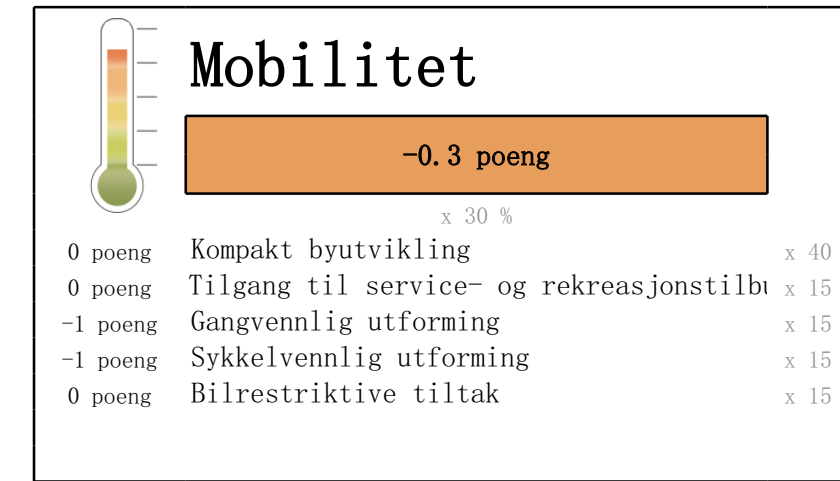 Mobilitet
-0.3 poeng
x 30 %
0 poeng Kompakt byutvikling x 40
0 poeng Tilgang til service- og rekreasjonstilbu x 15
-1 poeng Gangvennlig utforming x 15
-1 poeng Sykkelvennlig utforming x 15
0 poeng Bilrestriktive tiltak x 15